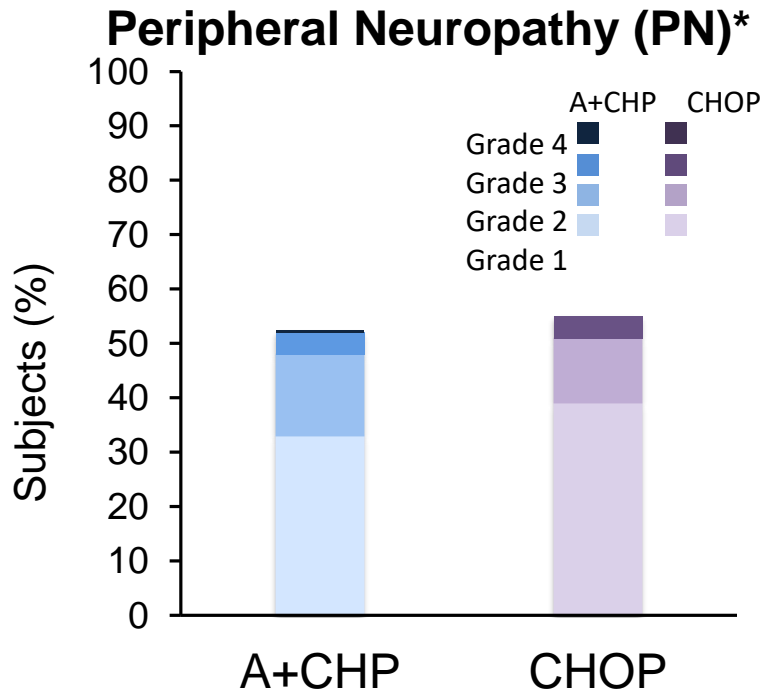 Peripheral Neuropathy (PN)*
100
90
80
70
60
50
40
30
20
10
0
Subjects (%)
A+CHP CHOP
Grade 4
Grade 3
Grade 2
Grade 1
A+CHP CHOP